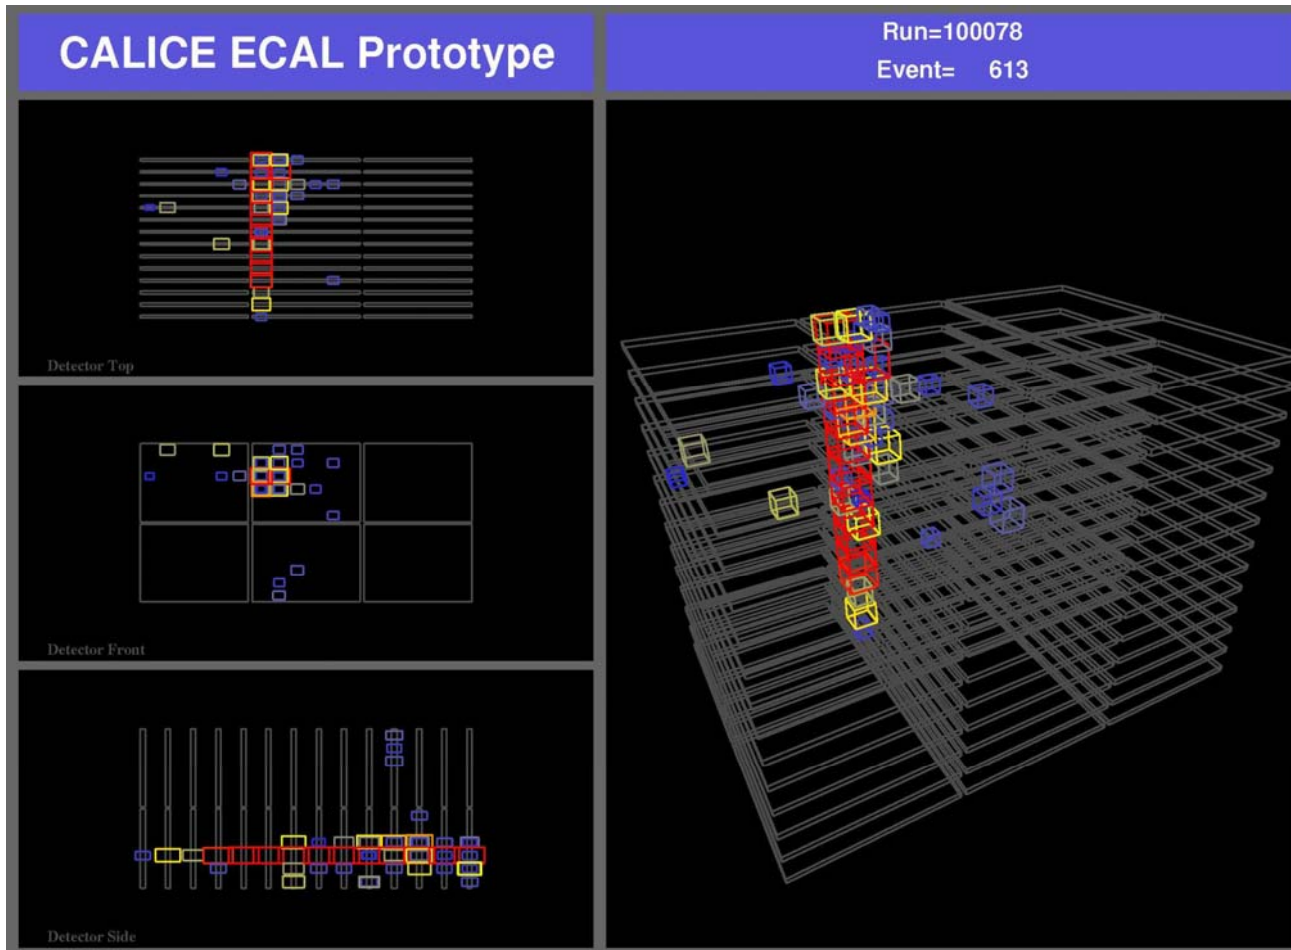 CALICE ECAL Prototype
Run=100078
Event= 613
Detector Top
Detector Front
Detector Side